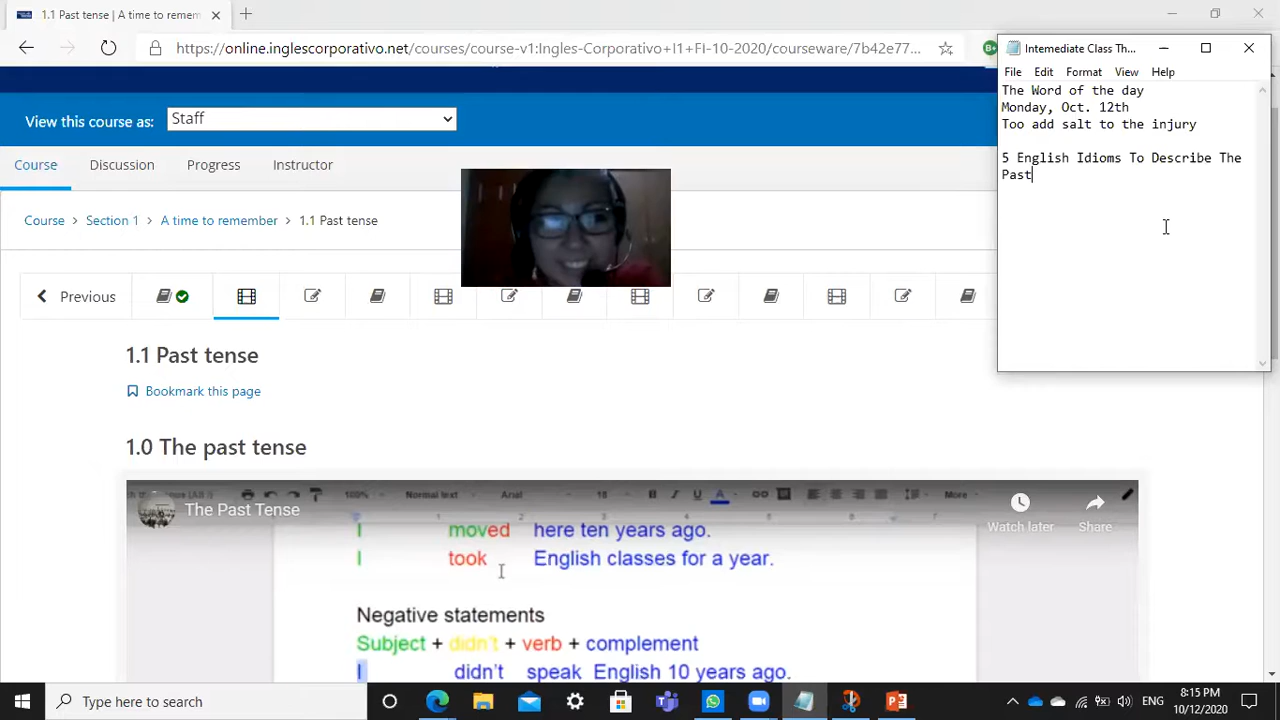 1.1 Past tense | A time to remem
https://online.inglescorporativo.net/courses/course-v1:Ingles-Corporativo+I1+FI-10-2020/courseware/7b42e77...
Intemediate Class Th...
File Edit Format View Help
The Word of the day
Monday, Oct. 12th
Too add salt to the injury
5 English Idioms To Describe The
Past
View this course as: Staff
Course Discussion Progress Instructor
Course > Section 1 > A time to remember > 1.1 Past tense
Previous
1.1 Past tense
Bookmark this page
1.0 The past tense
100% Normal text Arial 18 B I U A More
The Past Tense
Watch later Share
I moved here ten years ago.
I took English classes for a year.
Negative statements
Subject + didn't + verb + complement
I didn't speak English 10 years ago.
Type here to search
ENG
8:15 PM
10/12/2020